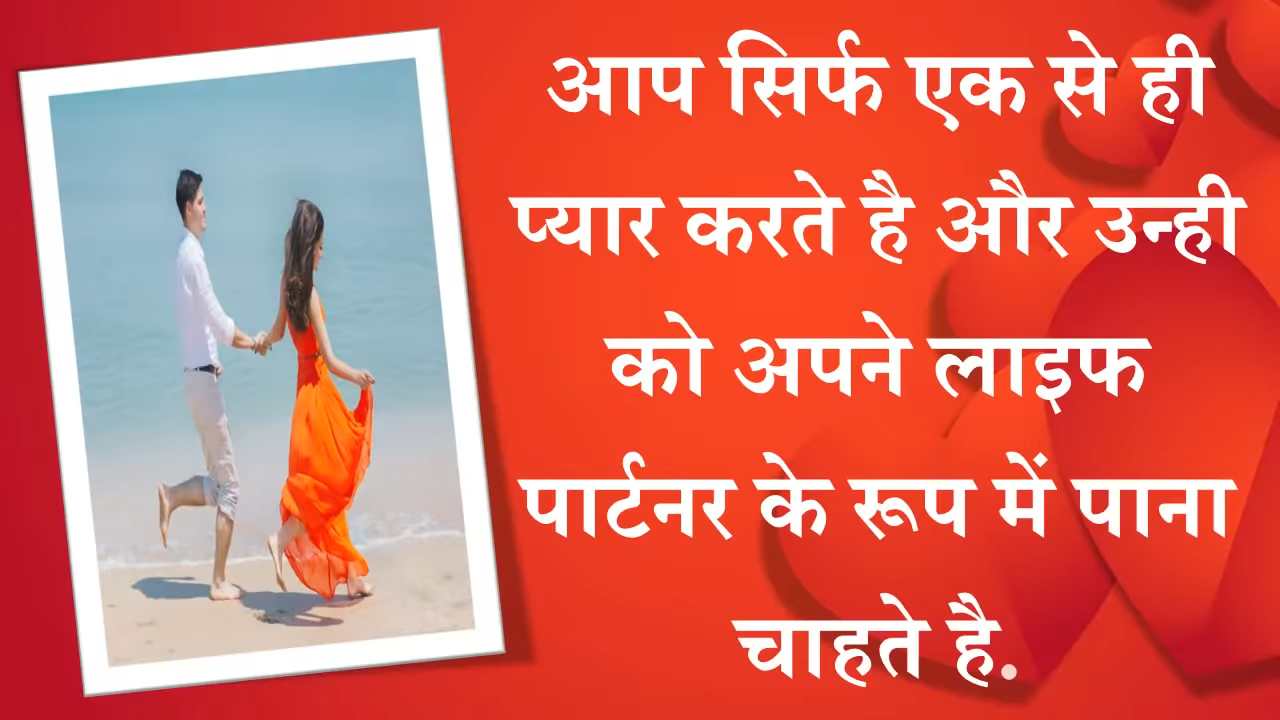 आप सिर्फ एक से ही
प्यार करते है और उन्ही
को अपने लाइफ
पार्टनर के रूप में पाना
चाहते है.